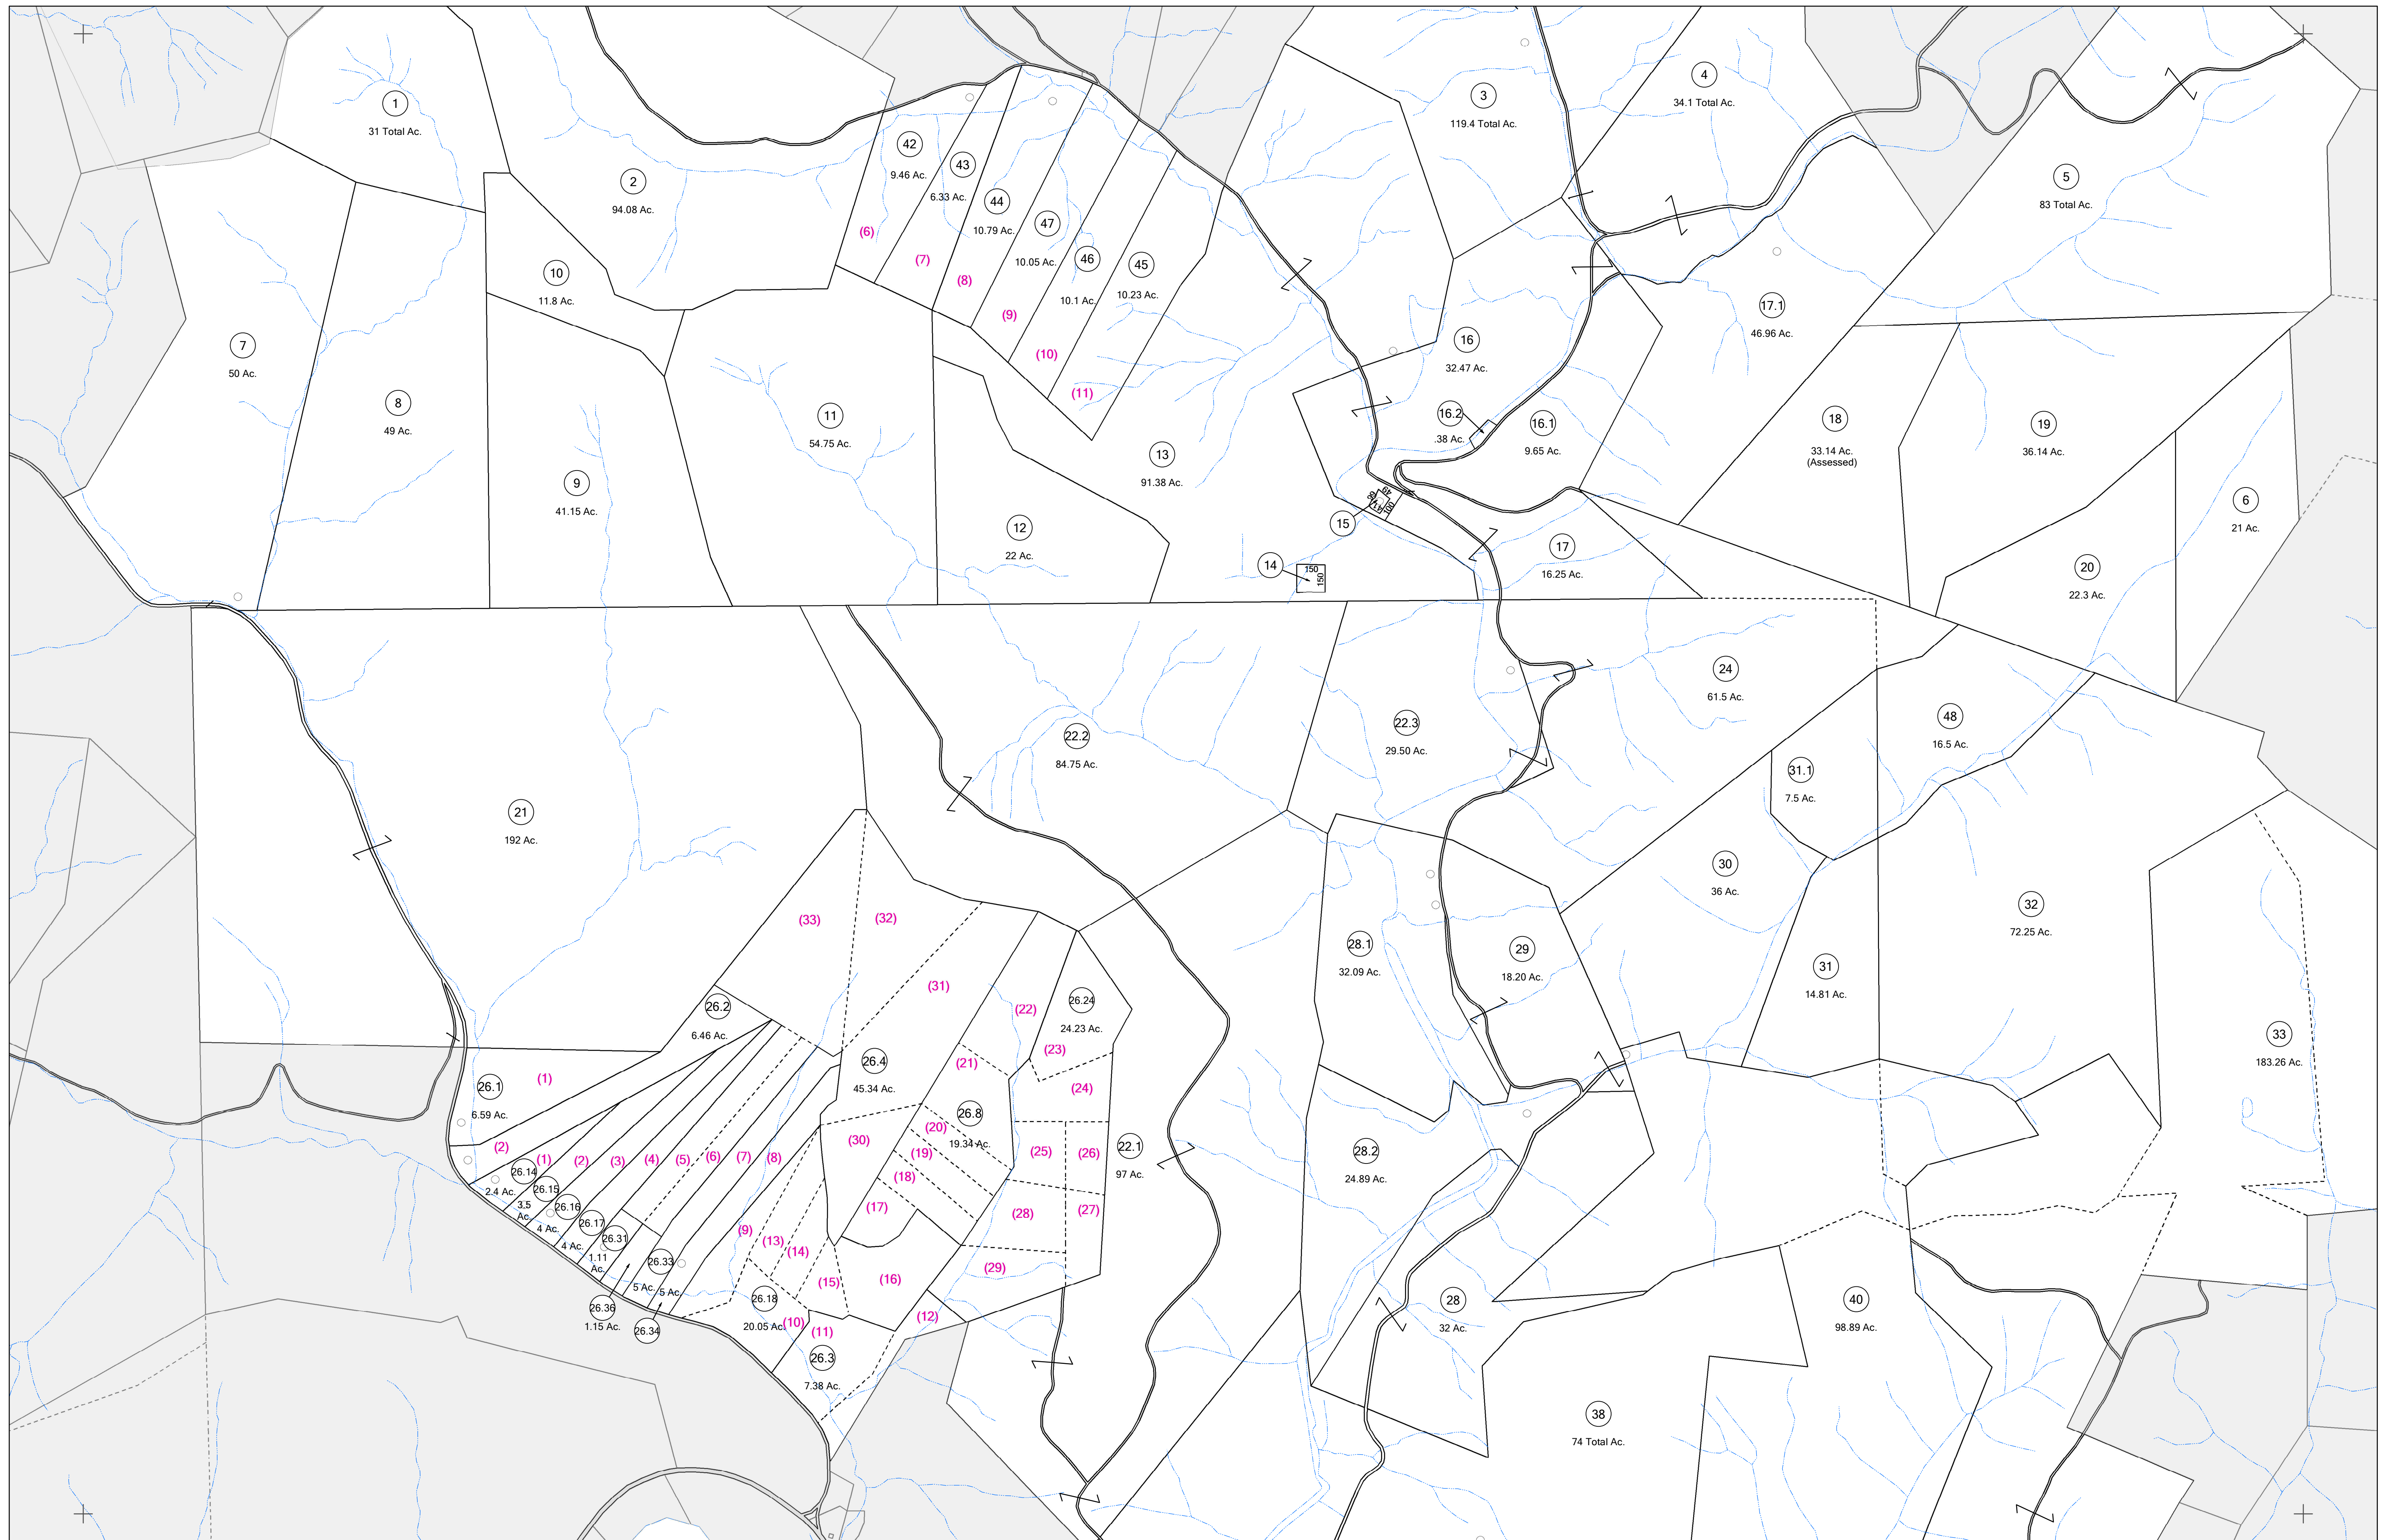 1
31 Total Ac.
2
94.08 Ac.
42
9.46 Ac.
43
6.33 Ac.
44
10.79 Ac.
47
10.05 Ac.
46
10.1 Ac.
45
10.23 Ac.
(6)
(7)
(8)
(9)
(10)
(11)
3
119.4 Total Ac.
4
34.1 Total Ac.
5
83 Total Ac.
7
50 Ac.
8
49 Ac.
10
11.8 Ac.
9
41.15 Ac.
11
54.75 Ac.
12
22 Ac.
13
91.38 Ac.
14
150
150
15
49
100
16
32.47 Ac.
16.2
.38 Ac.
16.1
9.65 Ac.
17.1
46.96 Ac.
17
16.25 Ac.
18
33.14 Ac.
(Assessed)
19
36.14 Ac.
6
21 Ac.
20
22.3 Ac.
21
192 Ac.
22.2
84.75 Ac.
22.3
29.50 Ac.
24
61.5 Ac.
48
16.5 Ac.
31.1
7.5 Ac.
30
36 Ac.
31
14.81 Ac.
32
72.25 Ac.
33
183.26 Ac.
28.1
32.09 Ac.
29
18.20 Ac.
28.2
24.89 Ac.
28
32 Ac.
38
74 Total Ac.
40
98.89 Ac.
22.1
97 Ac.
(33)
(32)
(31)
(22)
26.24
24.23 Ac.
(23)
(24)
(21)
26.2
6.46 Ac.
26.4
45.34 Ac.
26.1
6.59 Ac.
(1)
(2)
26.8
19.34 Ac.
(20)
(19)
(18)
(17)
(30)
(25)
(26)
(28)
(27)
(29)
(1)
(2)
(3)
(4)
(5)
(6)
(7)
(8)
26.14
2.4 Ac.
26.15
3.5
Ac.
26.16
4 Ac.
26.17
4 Ac.
26.31
1.11
Ac.
26.33
5 Ac.
5 Ac.
26.36
1.15 Ac.
26.34
(9)
(13)
(14)
(15)
(16)
26.18
20.05 Ac.
(10)
(11)
(12)
26.3
7.38 Ac.